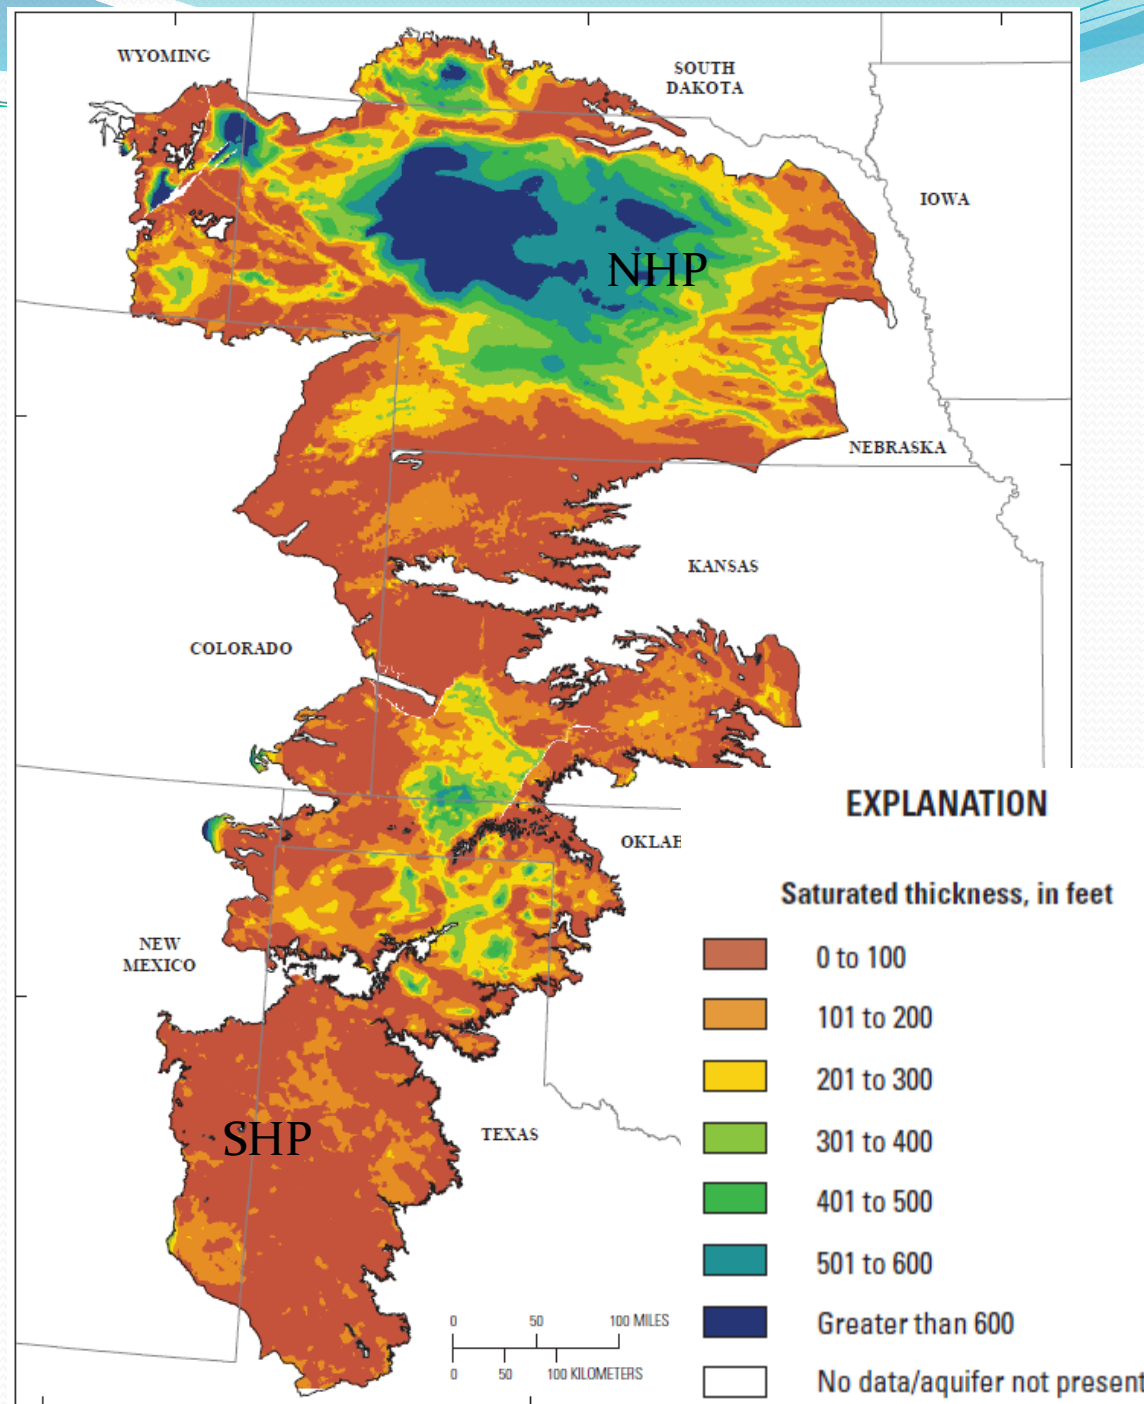 WYOMING
SOUTH
DAKOTA
IOWA
NHP
NEBRASKA
KANSAS
COLORADO
EXPLANATION
OKLAH
Saturated thickness, in feet
NEW
MEXICO
0 to 100
101 to 200
201 to 300
SHP
TEXAS
301 to 400
401 to 500
501 to 600
0 50 100 MILES
Greater than 600
0 50 100 KILOMETERS
No data/aquifer not present